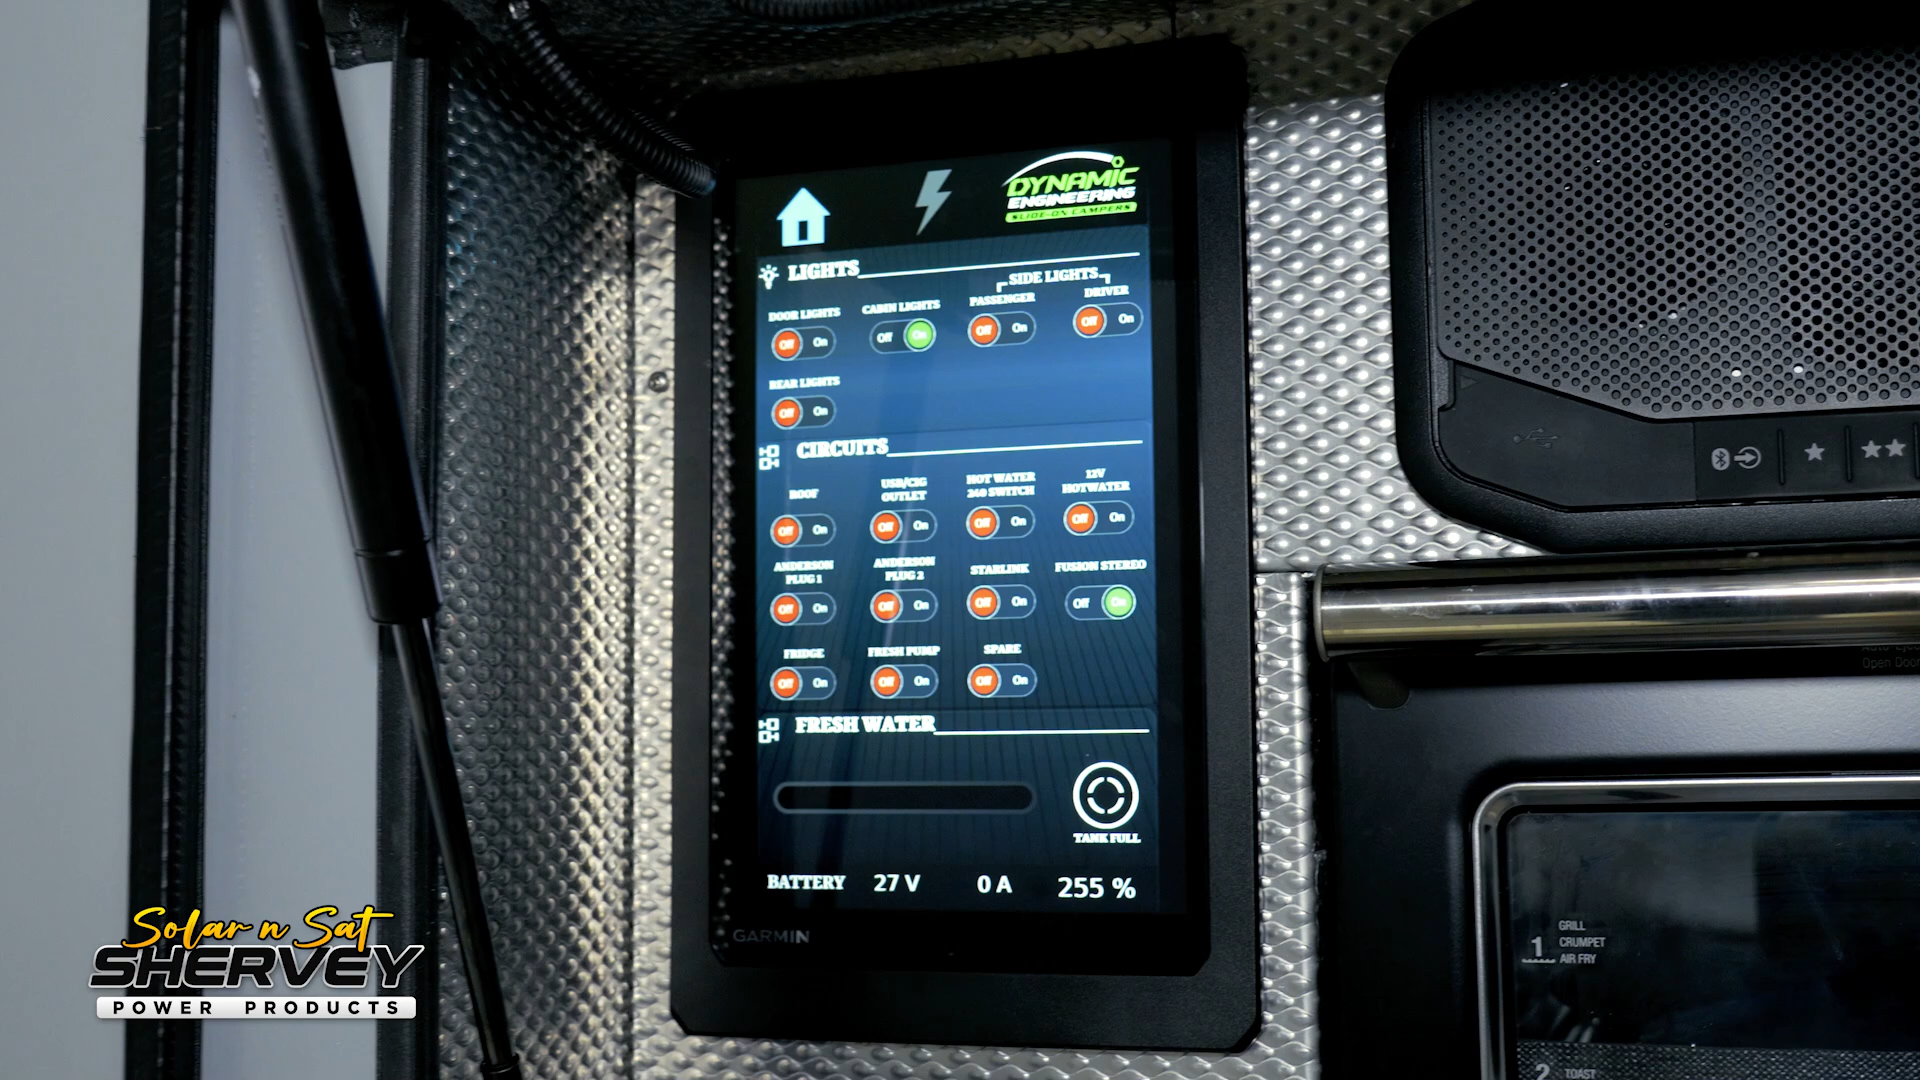 DYNAMIC
ENGINEERING
SLIDE-ON CAMPERS
LIGHTS
SIDE LIGHTS
DOOR LIGHTS
CABIN LIGHTS
PASSENGER
DRIVER
Off On
Off On
Off On
Off On
REAR LIGHTS
Off On
CIRCUITS
ROOF
USB/CIG
OUTLET
HOT WATER
240 SWITCH
12V
HOTWATER
Off On
Off On
Off On
Off On
ANDERSON
PLUG 1
ANDERSON
PLUG 2
STARLINK
FUSION STEREO
Off On
Off On
Off On
Off On
FRIDGE
FRESH PUMP
SPARE
Off On
Off On
Off On
FRESH WATER
TANK FULL
BATTERY 27 V 0 A 255 %
GARMIN
Open Door
1
GRILL
CRUMPET
AIR FRY
2 TOAST
Solar n Sat
SHERVEY
POWER PRODUCTS